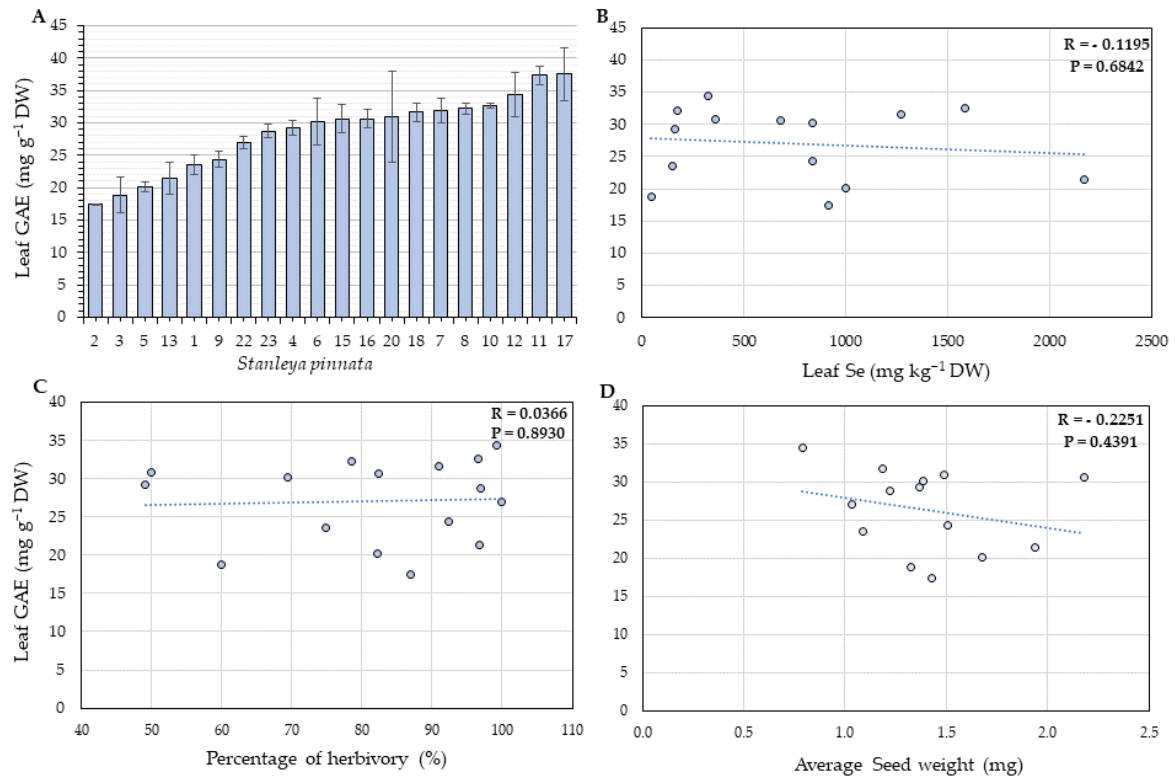 A
Leaf GAE (mg g⁻¹ DW)
45
40
35
30
25
20
15
10
5
0
2 3 5 13 1 9 22 23 4 6 15 16 20 18 7 8 10 12 11 17
Stanleya pinnata
B
R = - 0.1195
P = 0.6842
45
40
35
30
25
20
15
10
5
0
0 500 1000 1500 2000 2500
Leaf Se (mg kg⁻¹ DW)
C
R = 0.0366
P = 0.8930
Leaf GAE (mg g⁻¹ DW)
40
35
30
25
20
15
10
5
0
40 50 60 70 80 90 100 110
Percentage of herbivory (%)
D
R = - 0.2251
P = 0.4391
40
35
30
25
20
15
10
5
0
0.0 0.5 1.0 1.5 2.0 2.5
Average Seed weight (mg)